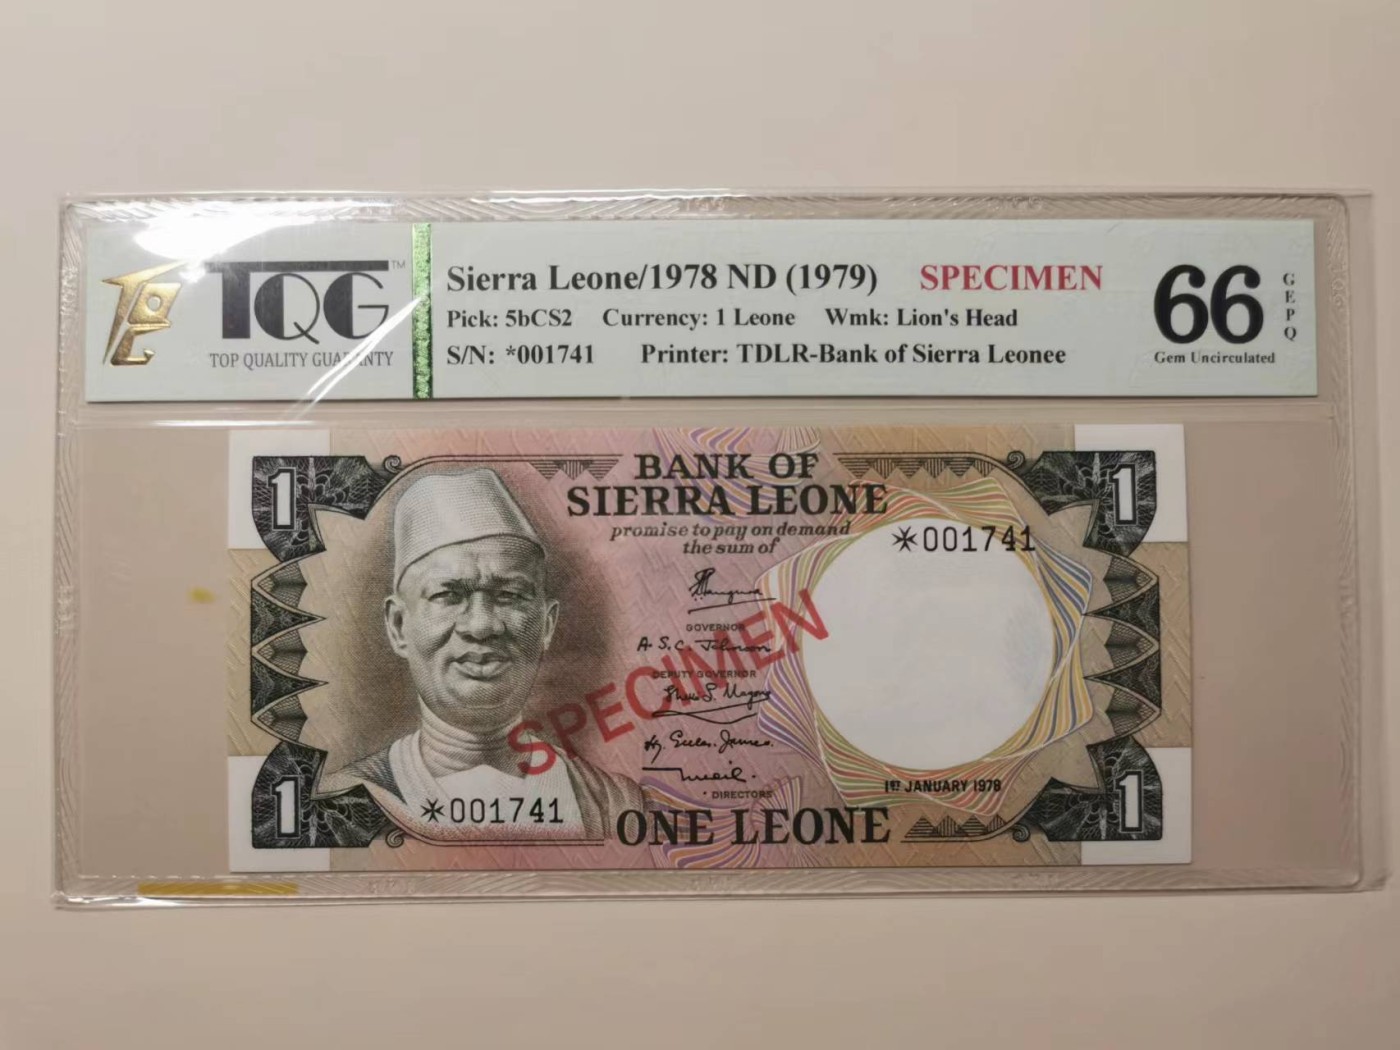 TQG™
TOP QUALITY GUARANTY
Sierra Leone/1978 ND (1979) SPECIMEN
Pick: 5bCS2 Currency: 1 Leone Wmk: Lion's Head
S/N: *001741 Printer: TDLR-Bank of Sierra Leonee
66
GEPQ
Gem Uncirculated
1
1
BANK OF
SIERRA LEONE
promise to pay on demand
the sum of
*001741
GOVERNOR
A. S. C. Johnson
DEPUTY GOVERNOR
SPECIMEN
DIRECTORS
1ST JANUARY 1978
*001741
ONE LEONE
1
1